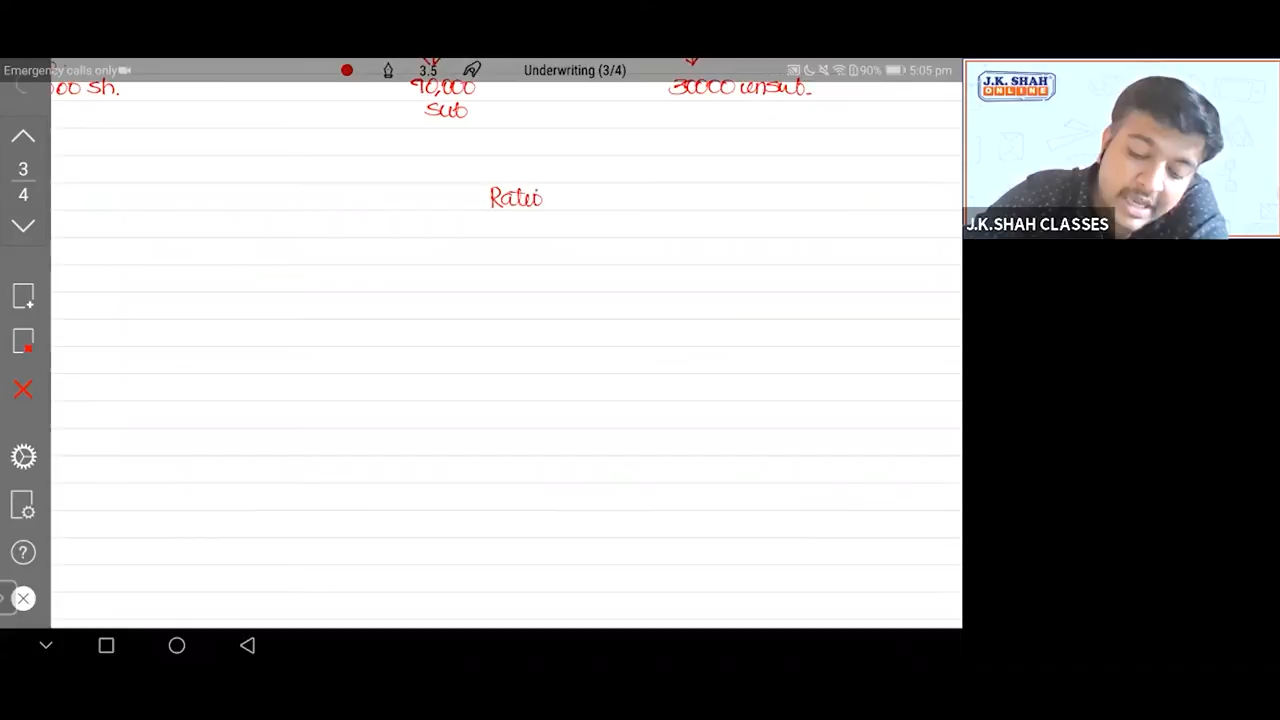 Emergency calls only
3.5
Underwriting (3/4)
90%
5:05 pm
00 sh.
90,000
sub
30000 unsub.
3
4
Ratio
?
J.K. SHAH
ONLINE
J.K.SHAH CLASSES